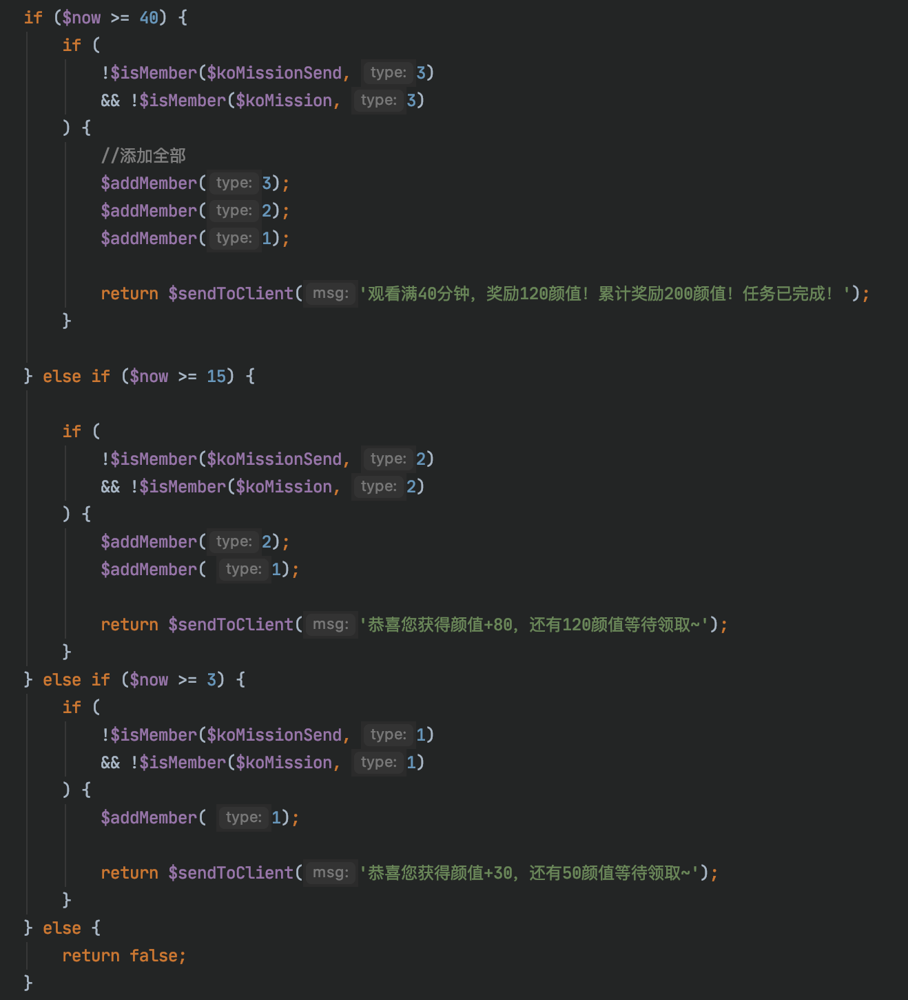 if ($now >= 40) {
if (
!$isMember($koMissionSend, type: 3)
&& !$isMember($koMission, type: 3)
) {
//添加全部
$addMember( type: 3);
$addMember( type: 2);
$addMember( type: 1);
return $sendToClient( msg: '观看满40分钟，奖励120颜值！累计奖励200颜值！任务已完成！');
}
} else if ($now >= 15) {
if (
!$isMember($koMissionSend, type: 2)
&& !$isMember($koMission, type: 2)
) {
$addMember( type: 2);
$addMember( type: 1);
return $sendToClient( msg: '恭喜您获得颜值+80，还有120颜值等待领取~');
}
} else if ($now >= 3) {
if (
!$isMember($koMissionSend, type: 1)
&& !$isMember($koMission, type: 1)
) {
$addMember( type: 1);
return $sendToClient( msg: '恭喜您获得颜值+30，还有50颜值等待领取~');
}
} else {
return false;
}